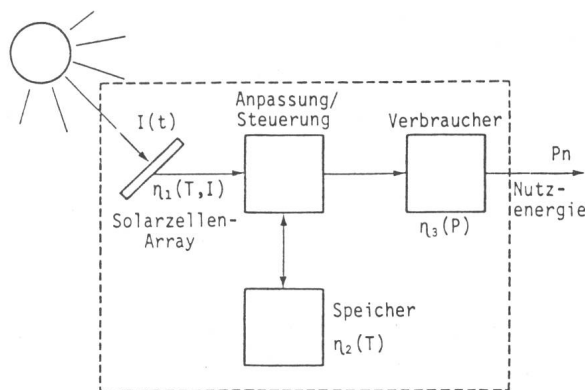 I(t)
η₁(T,I)
Solarzellen-
Array
Anpassung/
Steuerung
Verbraucher
η₃(P)
Pn
Nutz-
energie
Speicher
η₂(T)